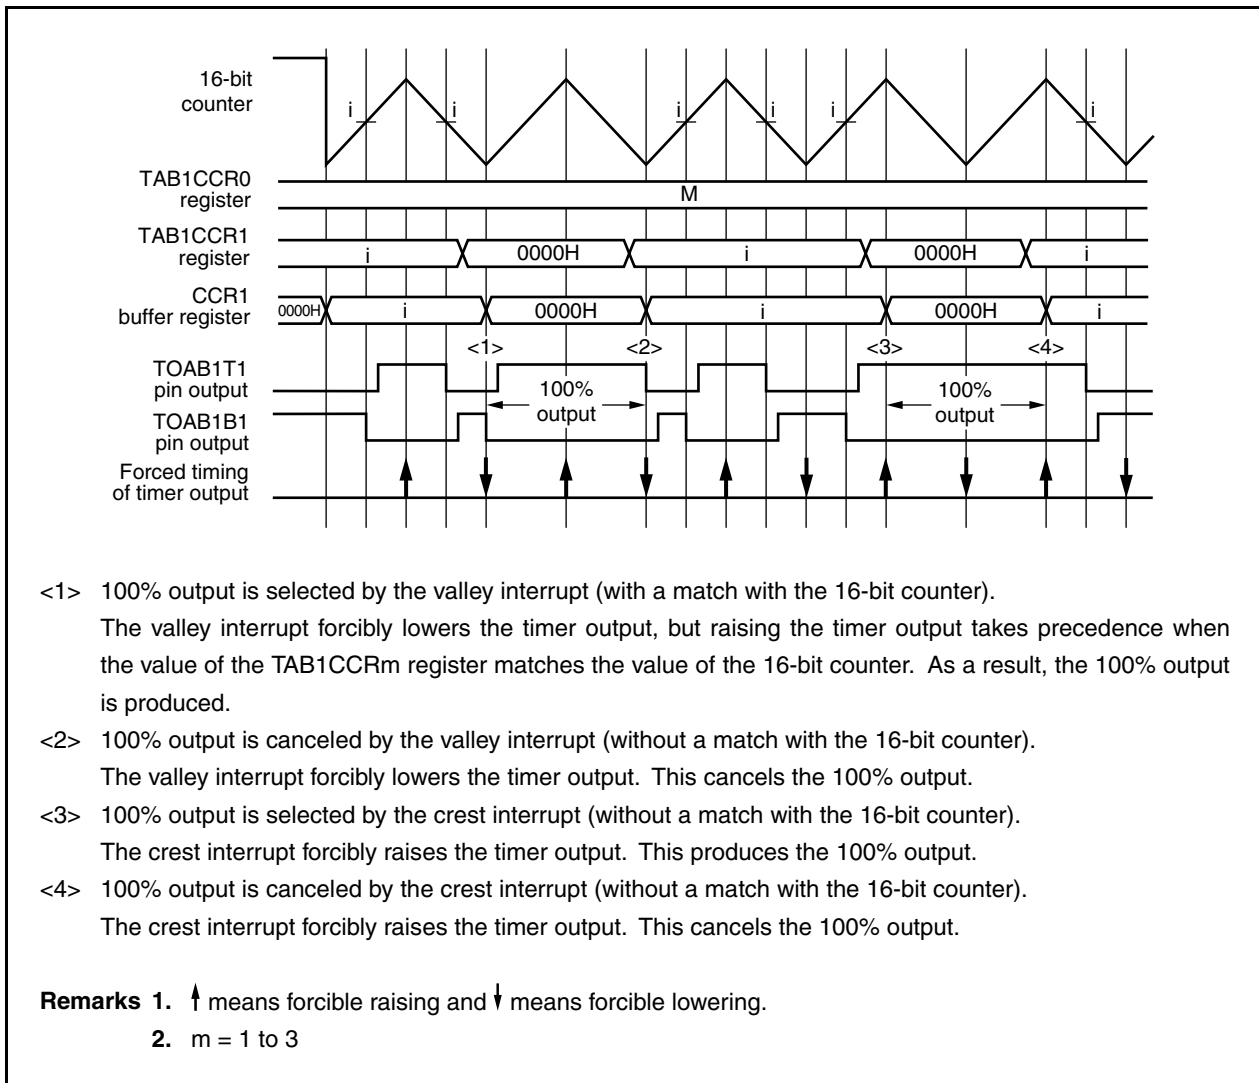 16-bit
counter
i i i i i i
TAB1CCR0
register
M
TAB1CCR1
register
i 0000H i 0000H i
CCR1
buffer register
0000H i 0000H i 0000H i
<1> <2> <3> <4>
TOAB1T1
pin output
100%
output
100%
output
TOAB1B1
pin output
Forced timing
of timer output
<1> 100% output is selected by the valley interrupt (with a match with the 16-bit counter).
The valley interrupt forcibly lowers the timer output, but raising the timer output takes precedence when
the value of the TAB1CCRm register matches the value of the 16-bit counter. As a result, the 100% output
is produced.
<2> 100% output is canceled by the valley interrupt (without a match with the 16-bit counter).
The valley interrupt forcibly lowers the timer output. This cancels the 100% output.
<3> 100% output is selected by the crest interrupt (without a match with the 16-bit counter).
The crest interrupt forcibly raises the timer output. This produces the 100% output.
<4> 100% output is canceled by the crest interrupt (without a match with the 16-bit counter).
The crest interrupt forcibly raises the timer output. This cancels the 100% output.
Remarks 1. ↑ means forcible raising and ↓ means forcible lowering.
2. m = 1 to 3